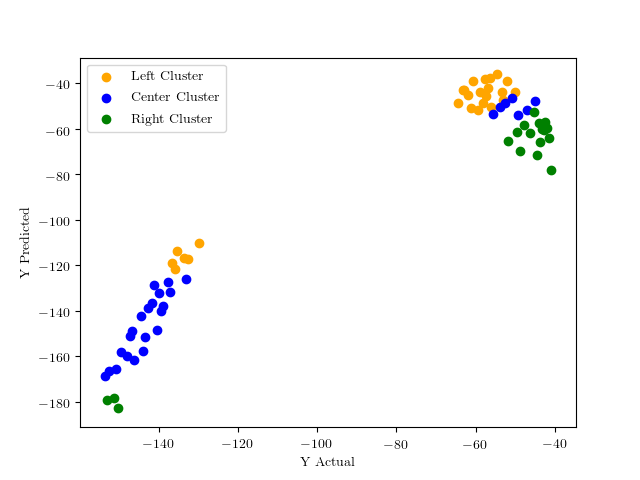 Left Cluster
Center Cluster
Right Cluster
Y Predicted
−40
−60
−80
−100
−120
−140
−160
−180
−140
−120
−100
−80
−60
−40
Y Actual